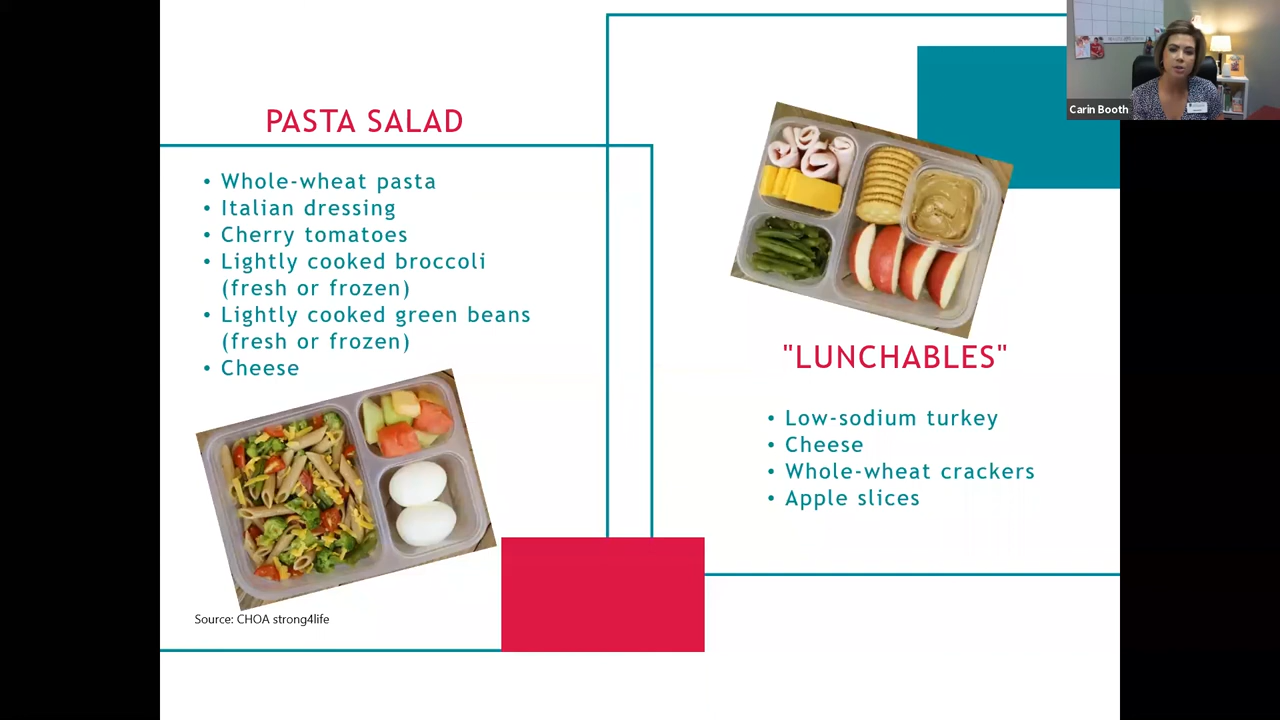 PASTA SALAD
• Whole-wheat pasta
• Italian dressing
• Cherry tomatoes
• Lightly cooked broccoli
(fresh or frozen)
• Lightly cooked green beans
(fresh or frozen)
• Cheese
Source: CHOA strong4life
Carin Booth
"LUNCHABLES"
• Low-sodium turkey
• Cheese
• Whole-wheat crackers
• Apple slices